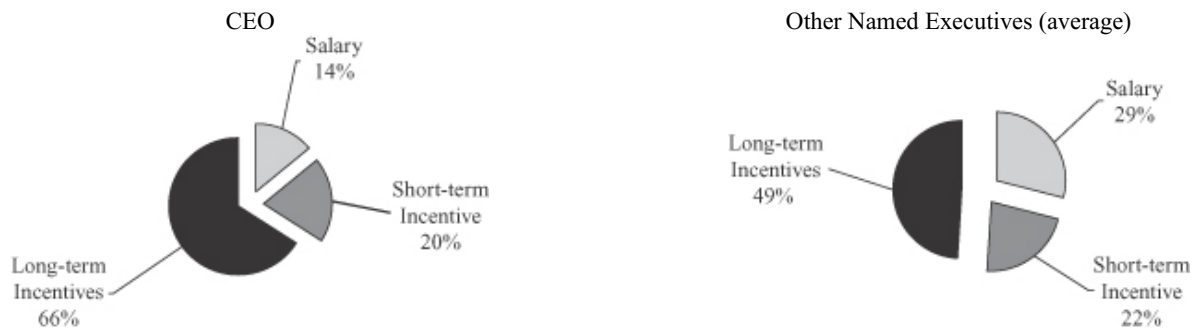 CEO
Salary
14%
Short-term
Incentive
20%
Long-term
Incentives
66%
Other Named Executives (average)
Salary
29%
Long-term
Incentives
49%
Short-term
Incentive
22%